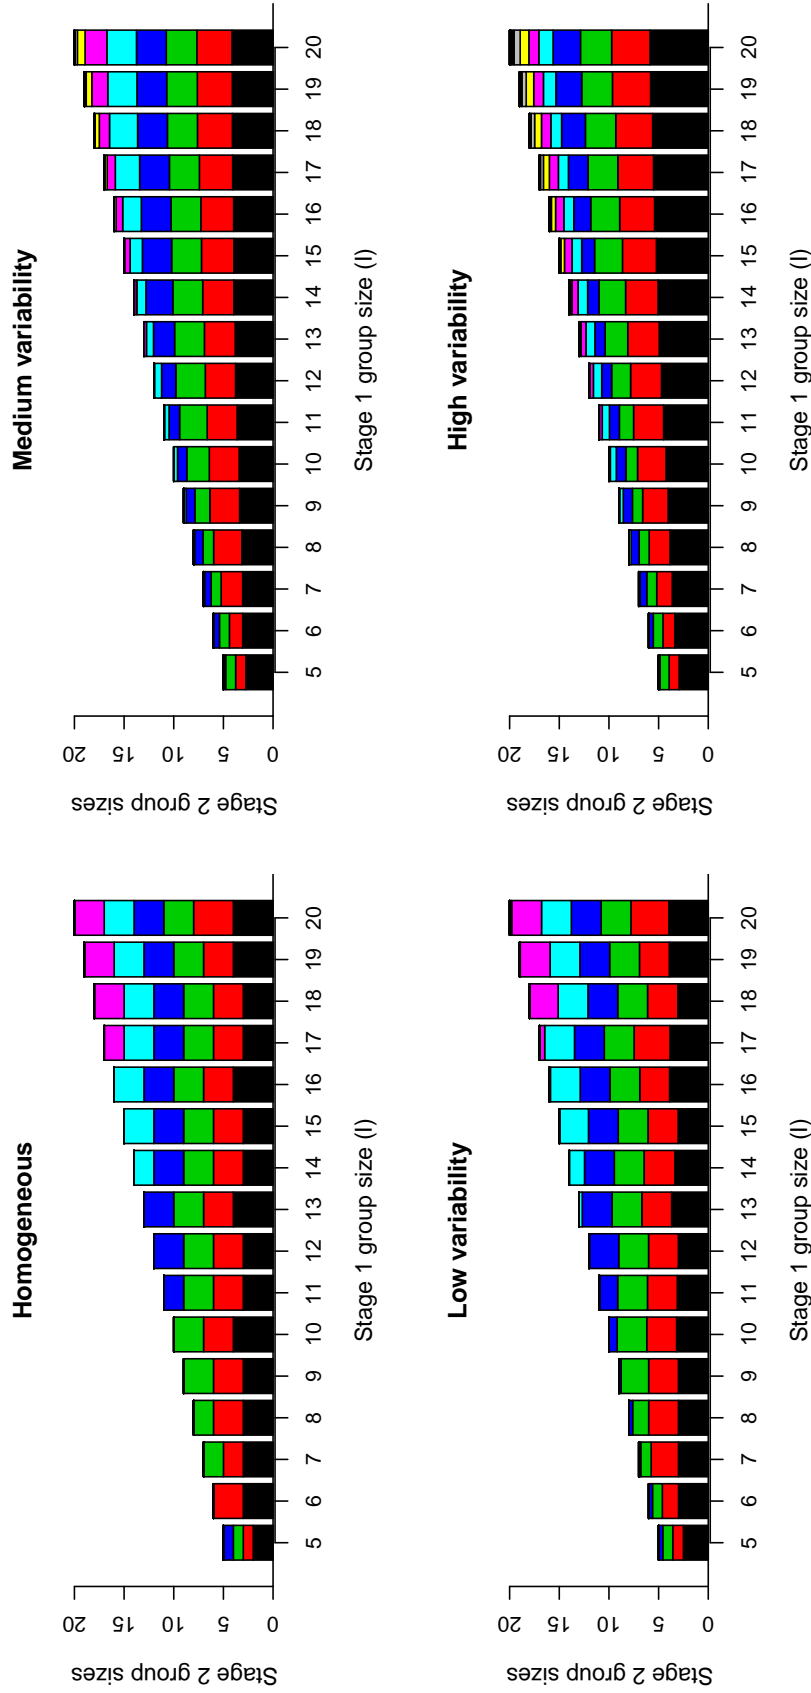 Homogeneous
Stage 2 group sizes
20
15
10
5
0
5 6 7 8 9 10 11 12 13 14 15 16 17 18 19 20
Stage 1 group size (I)
Medium variability
Stage 2 group sizes
20
15
10
5
0
5 6 7 8 9 10 11 12 13 14 15 16 17 18 19 20
Stage 1 group size (I)
Low variability
Stage 2 group sizes
20
15
10
5
0
5 6 7 8 9 10 11 12 13 14 15 16 17 18 19 20
Stage 1 group size (I)
High variability
Stage 2 group sizes
20
15
10
5
0
5 6 7 8 9 10 11 12 13 14 15 16 17 18 19 20
Stage 1 group size (I)